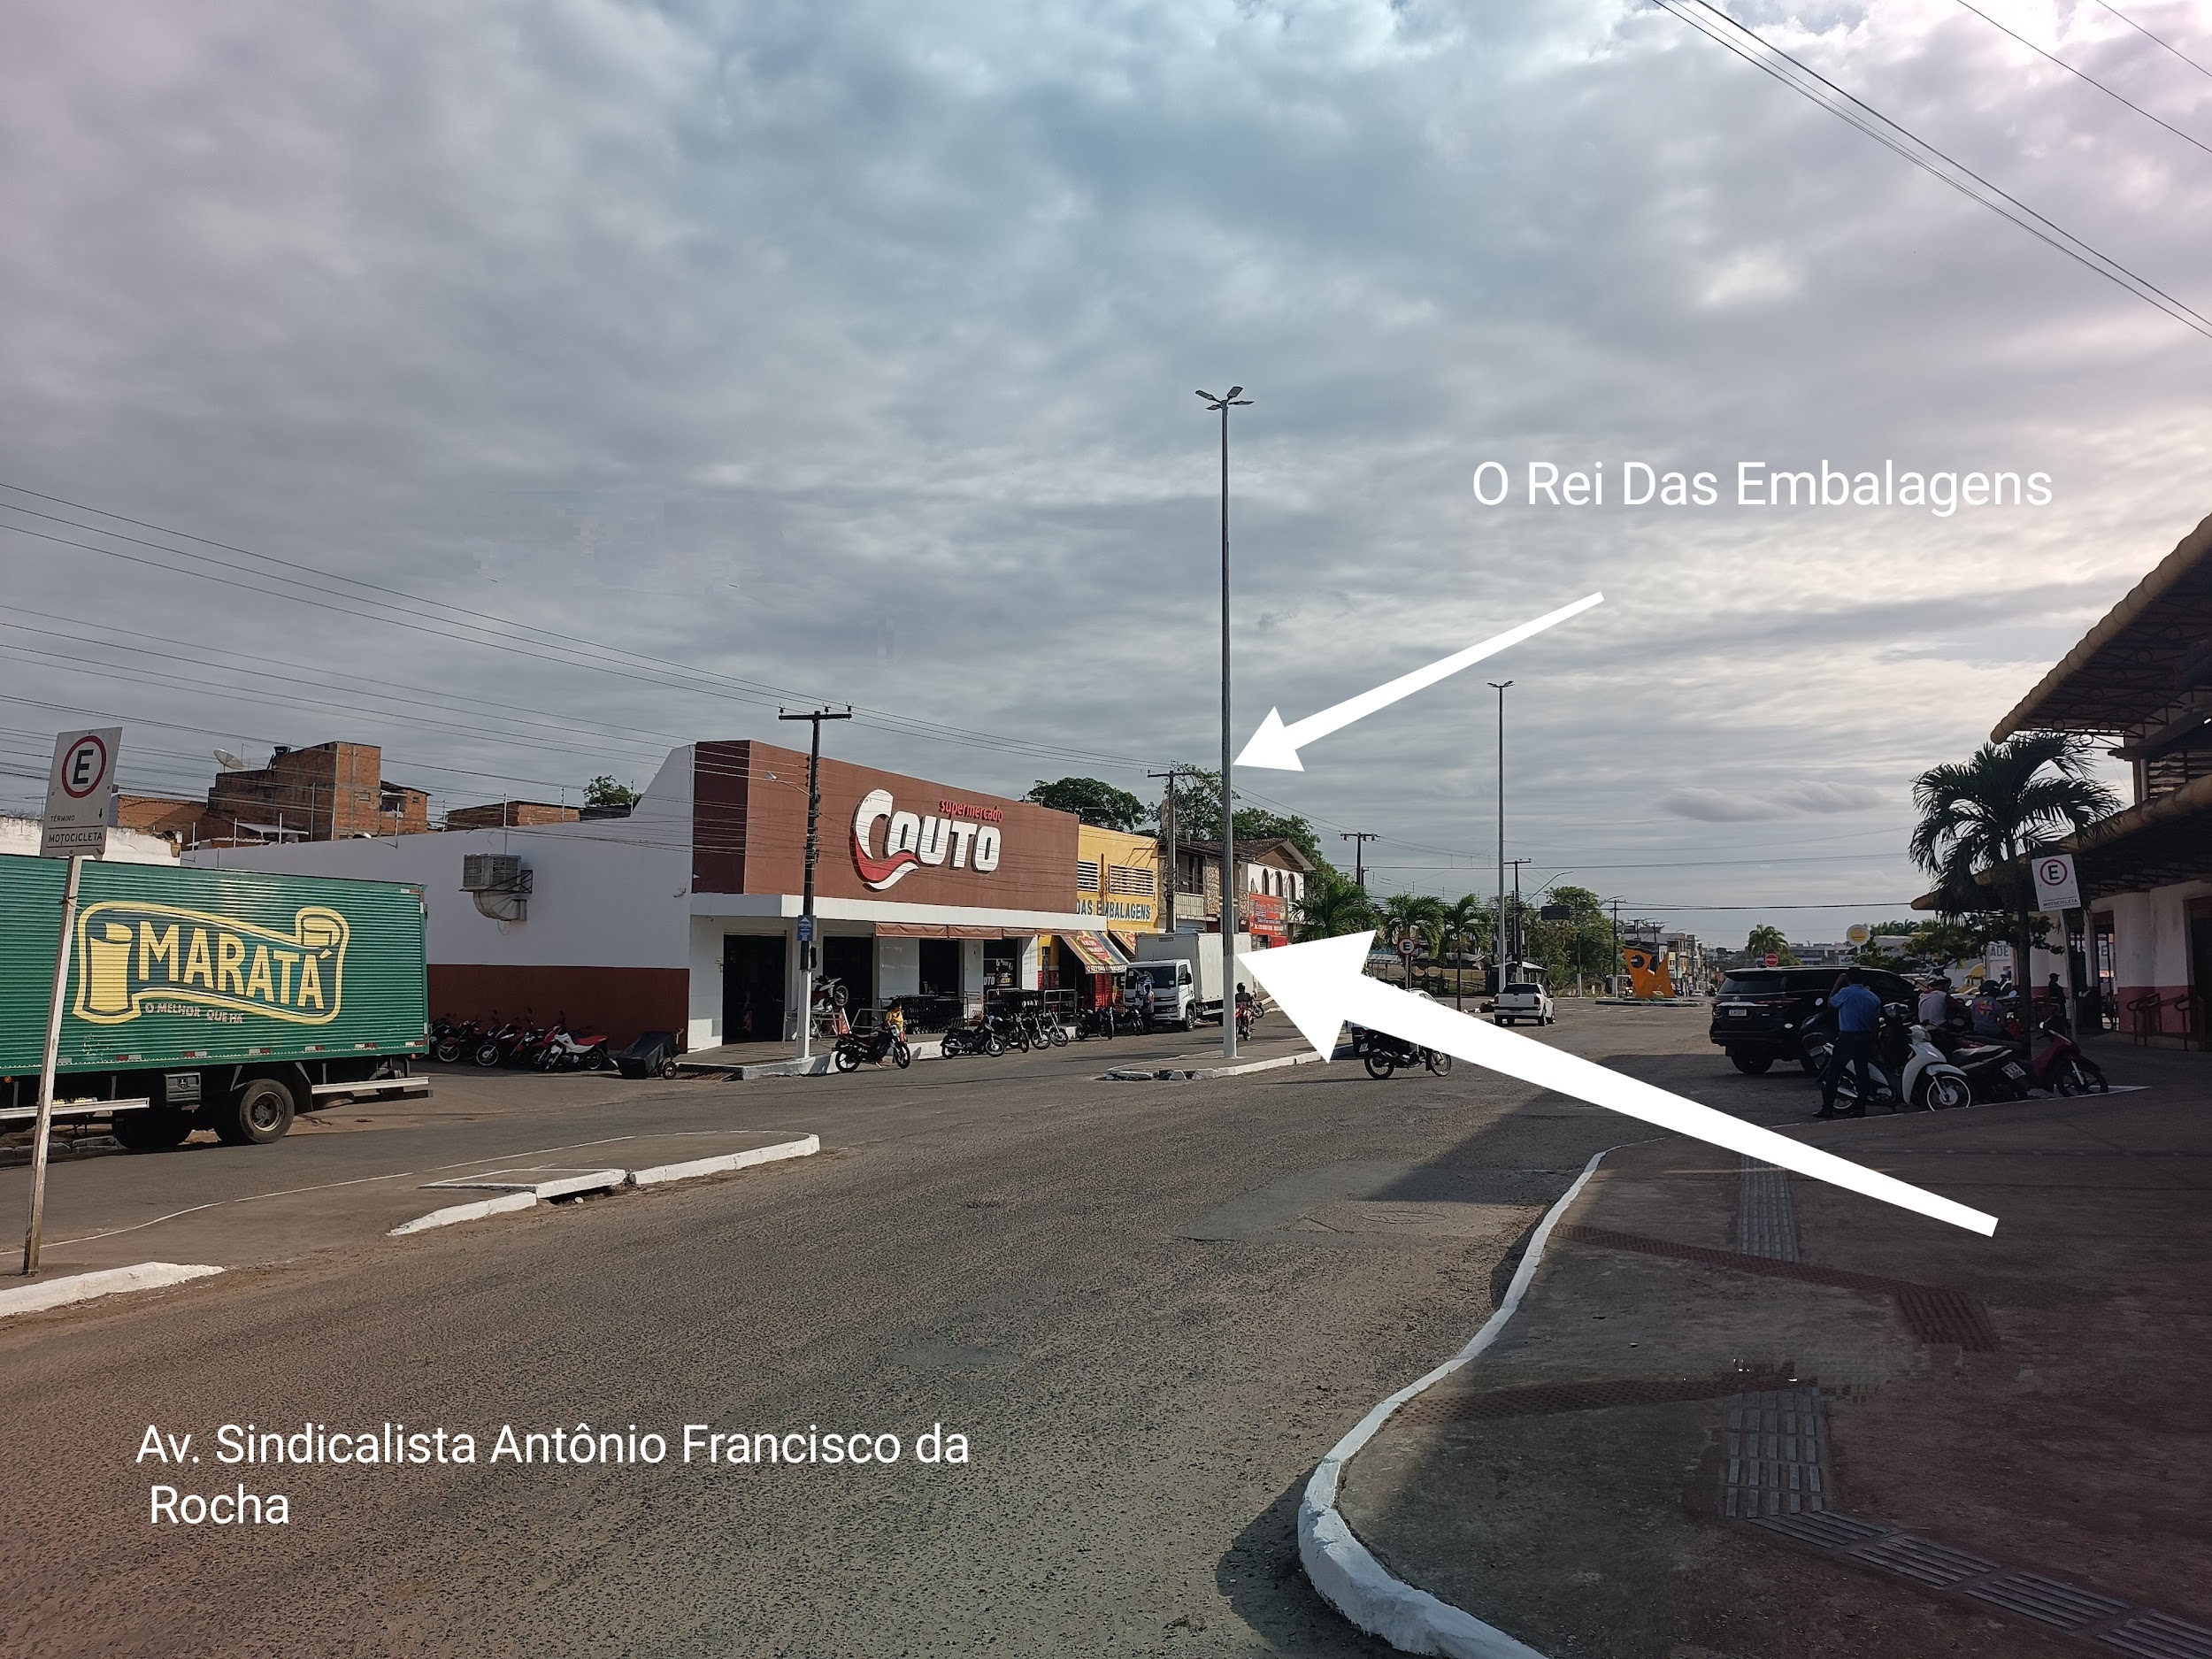 O Rei Das Embalagens
E
TÉRMINO
MOTOCICLETA
supermercado
COUTO
DAS EMBALAGENS
MARATÁ
O MELHOR QUE HÁ
E
E
MOTOCICLETA
Av. Sindicalista Antônio Francisco da
Rocha